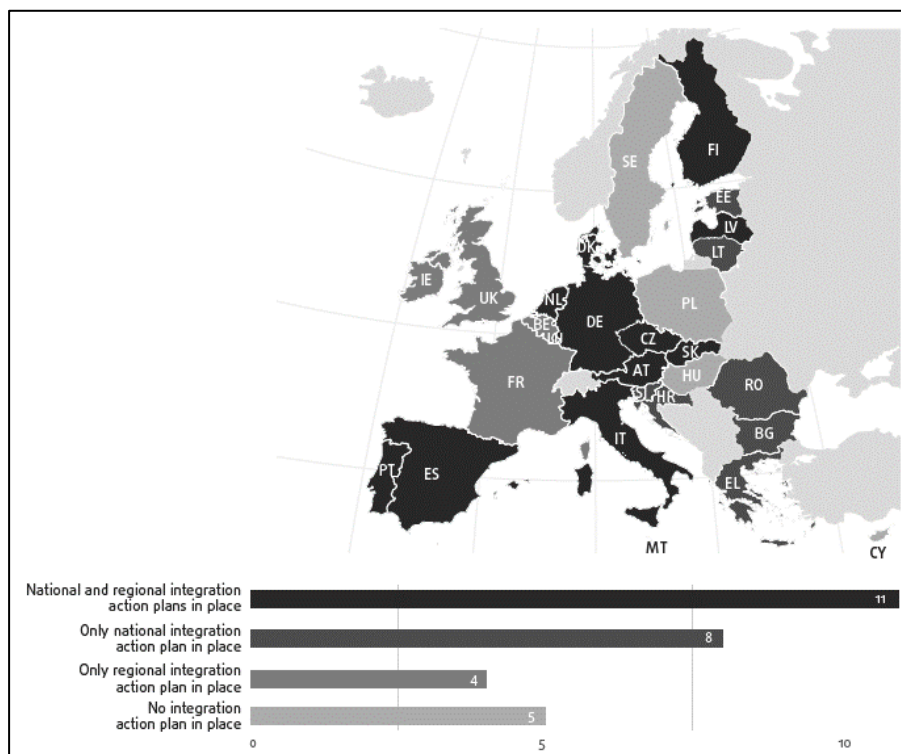 SE
FI
EE
LV
LT
DK
IE
UK
NL
BE
LU
DE
PL
CZ
SK
AT
HU
FR
SI
HR
RO
BG
IT
PT
ES
EL
MT
CY
National and regional integration
action plans in place
11
Only national integration
action plan in place
8
Only regional integration
action plan in place
4
No integration
action plan in place
5
0
5
10